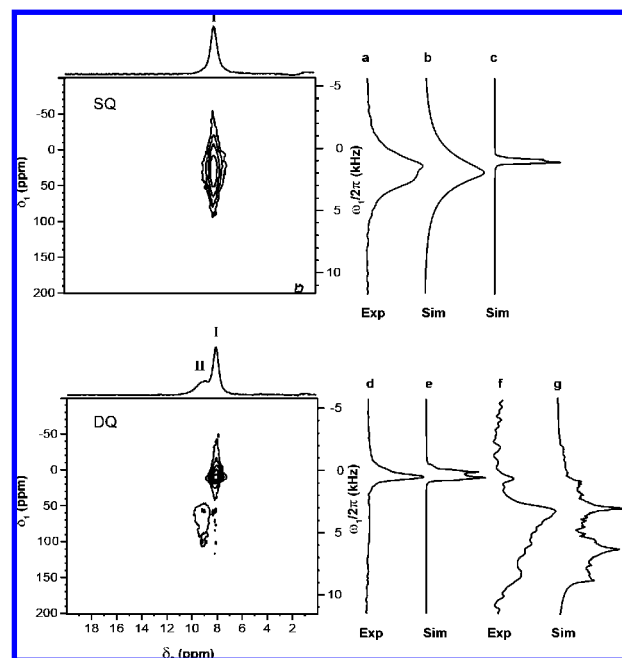 I
a b c
SQ
-50
0
50
100
150
200
δ₁ (ppm)
-5
0
5
10
ω₁/2π (kHz)
b
Exp Sim Sim
I
II
d e f g
DQ
-50
0
50
100
150
200
δ₁ (ppm)
-5
0
5
10
ω₁/2π (kHz)
18 16 14 12 10 8 6 4 2
Exp Sim Exp Sim
(ppm)